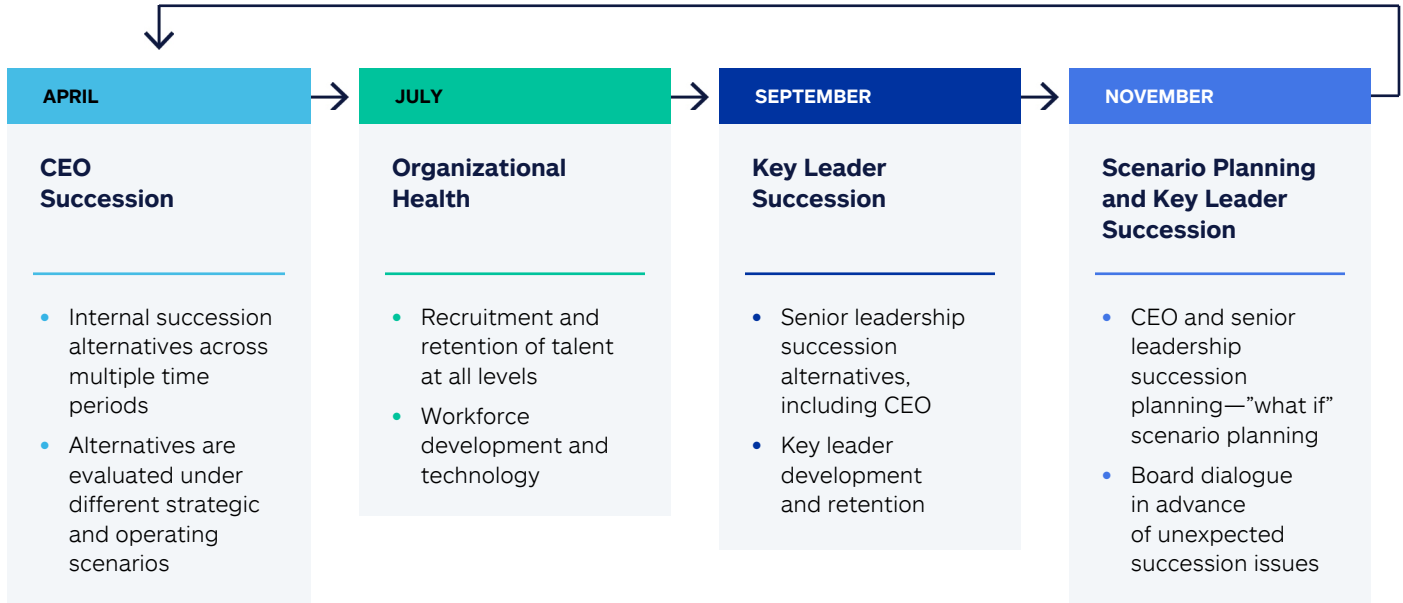 APRIL
CEO
Succession
• Internal succession
alternatives across
multiple time
periods
• Alternatives are
evaluated under
different strategic
and operating
scenarios
JULY
Organizational
Health
• Recruitment and
retention of talent
at all levels
• Workforce
development and
technology
SEPTEMBER
Key Leader
Succession
• Senior leadership
succession
alternatives,
including CEO
• Key leader
development
and retention
NOVEMBER
Scenario Planning
and Key Leader
Succession
• CEO and senior
leadership
succession
planning—”what if”
scenario planning
• Board dialogue
in advance
of unexpected
succession issues